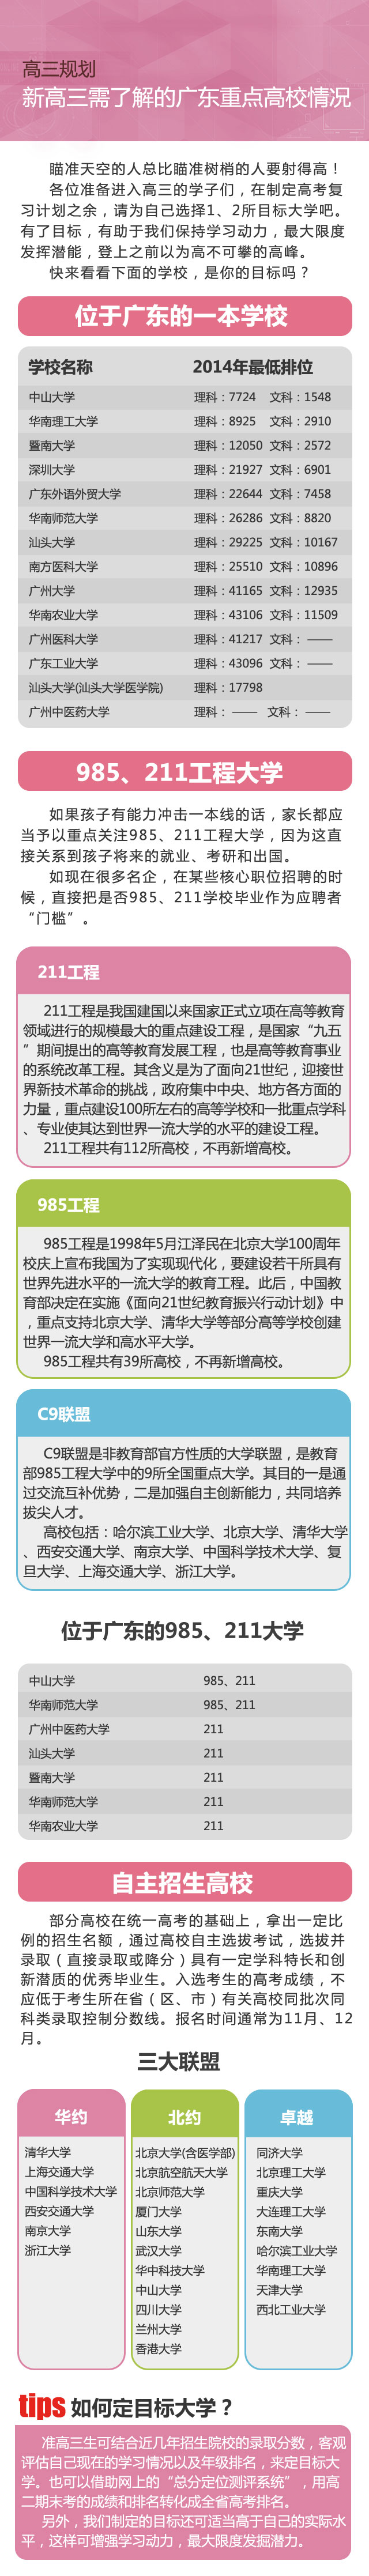 高三规划
新高三需了解的广东重点高校情况
瞄准天空的人总比瞄准树梢的人要射得高！
各位准备进入高三的学子们，在制定高考复
习计划之余，请为自己选择1、2所目标大学吧。
有了目标，有助于我们保持学习动力，最大限度
发挥潜能，登上之前以为高不可攀的高峰。
快来看看下面的学校，是你的目标吗？
位于广东的一本学校
学校名称 2014年最低排位
中山大学 理科：7724 文科：1548
华南理工大学 理科：8925 文科：2910
暨南大学 理科：12050 文科：2572
深圳大学 理科：21927 文科：6901
广东外语外贸大学 理科：22644 文科：7458
华南师范大学 理科：26286 文科：8820
汕头大学 理科：29225 文科：10167
南方医科大学 理科：25510 文科：10896
广州大学 理科：41165 文科：12935
华南农业大学 理科：43106 文科：11509
广州医科大学 理科：41217 文科：——
广东工业大学 理科：43096 文科：——
汕头大学(汕头大学医学院) 理科：17798
广州中医药大学 理科：—— 文科：——
985、211工程大学
如果孩子有能力冲击一本线的话，家长都应
当予以重点关注985、211工程大学，因为这直
接关系到孩子将来的就业、考研和出国。
如现在很多名企，在某些核心职位招聘的时
候，直接把是否985、211学校毕业作为应聘者
“门槛”。
211工程
211工程是我国建国以来国家正式立项在高等教育
领域进行的规模最大的重点建设工程，是国家“九五
”期间提出的高等教育发展工程，也是高等教育事业
的系统改革工程。其含义是为了面向21世纪，迎接世
界新技术革命的挑战，政府集中中央、地方各方面的
力量，重点建设100所左右的高等学校和一批重点学科
、专业使其达到世界一流大学的水平的建设工程。
211工程共有112所高校，不再新增高校。
985工程
985工程是1998年5月江泽民在北京大学100周年
校庆上宣布我国为了实现现代化，要建设若干所具有
世界先进水平的一流大学的教育工程。此后，中国教
育部决定在实施《面向21世纪教育振兴行动计划》中
，重点支持北京大学、清华大学等部分高等学校创建
世界一流大学和高水平大学。
985工程共有39所高校，不再新增高校。
C9联盟
C9联盟是非教育部官方性质的大学联盟，是教育
部985工程大学中的9所全国重点大学。其目的一是通
过交流互补优势，二是加强自主创新能力，共同培养
拔尖人才。
高校包括：哈尔滨工业大学、北京大学、清华大学
、西安交通大学、南京大学、中国科学技术大学、复
旦大学、上海交通大学、浙江大学。
位于广东的985、211大学
中山大学 985、211
华南师范大学 985、211
广州中医药大学 211
汕头大学 211
暨南大学 211
华南师范大学 211
华南农业大学 211
自主招生高校
部分高校在统一高考的基础上，拿出一定比
例的招生名额，通过高校自主选拔考试，选拔并
录取（直接录取或降分）具有一定学科特长和创
新潜质的优秀毕业生。入选考生的高考成绩，不
应低于考生所在省（区、市）有关高校同批次同
科类录取控制分数线。报名时间通常为11月、12
月。
三大联盟
华约
清华大学
上海交通大学
中国科学技术大学
西安交通大学
南京大学
浙江大学
北约
北京大学(含医学部)
北京航空航天大学
北京师范大学
厦门大学
山东大学
武汉大学
华中科技大学
中山大学
四川大学
兰州大学
香港大学
卓越
同济大学
北京理工大学
重庆大学
大连理工大学
东南大学
哈尔滨工业大学
华南理工大学
天津大学
西北工业大学
tips 如何定目标大学？
准高三生可结合近几年招生院校的录取分数，客观
评估自己现在的学习情况以及年级排名，来定目标大
学。也可以借助网上的“总分定位测评系统”，用高
二期末考的成绩和排名转化成全省高考排名。
另外，我们制定的目标还可适当高于自己的实际水
平，这样可增强学习动力，最大限度发掘潜力。